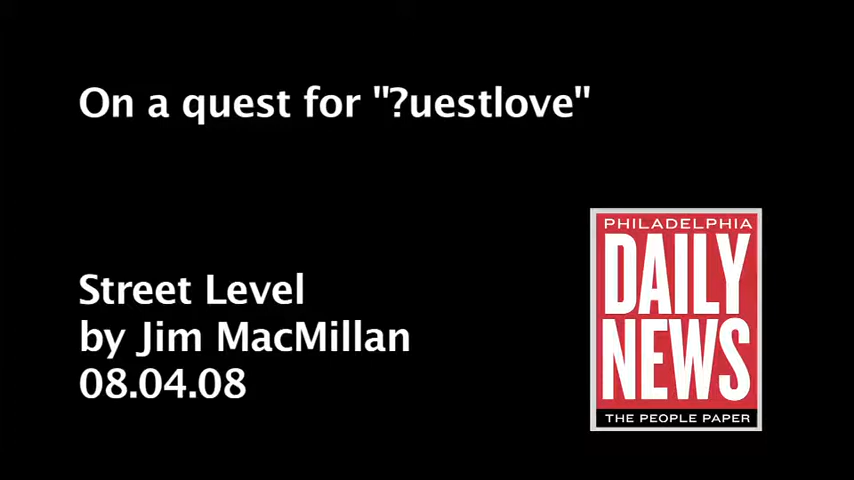 On a quest for "?uestlove"
Street Level
by Jim MacMillan
08.04.08
PHILADELPHIA
DAILY
NEWS
THE PEOPLE PAPER